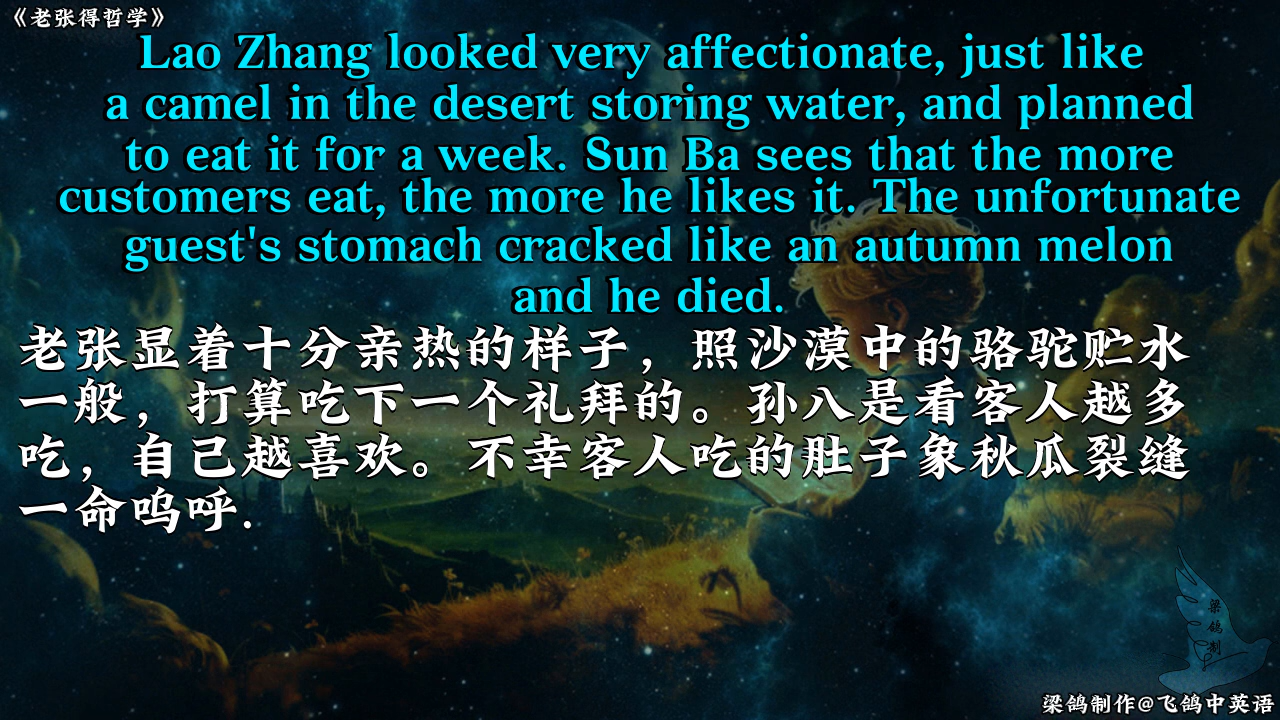 《老张得哲学》
Lao Zhang looked very affectionate, just like
a camel in the desert storing water, and planned
to eat it for a week. Sun Ba sees that the more
customers eat, the more he likes it. The unfortunate
guest's stomach cracked like an autumn melon
and he died.
老张显着十分亲热的样子，照沙漠中的骆驼贮水
一般，打算吃下一个礼拜的。孙八是看客人越多
吃，自己越喜欢。不幸客人吃的肚子象秋瓜裂缝
一命呜呼.
梁鸽制
梁鸽制作@飞鸽中英语